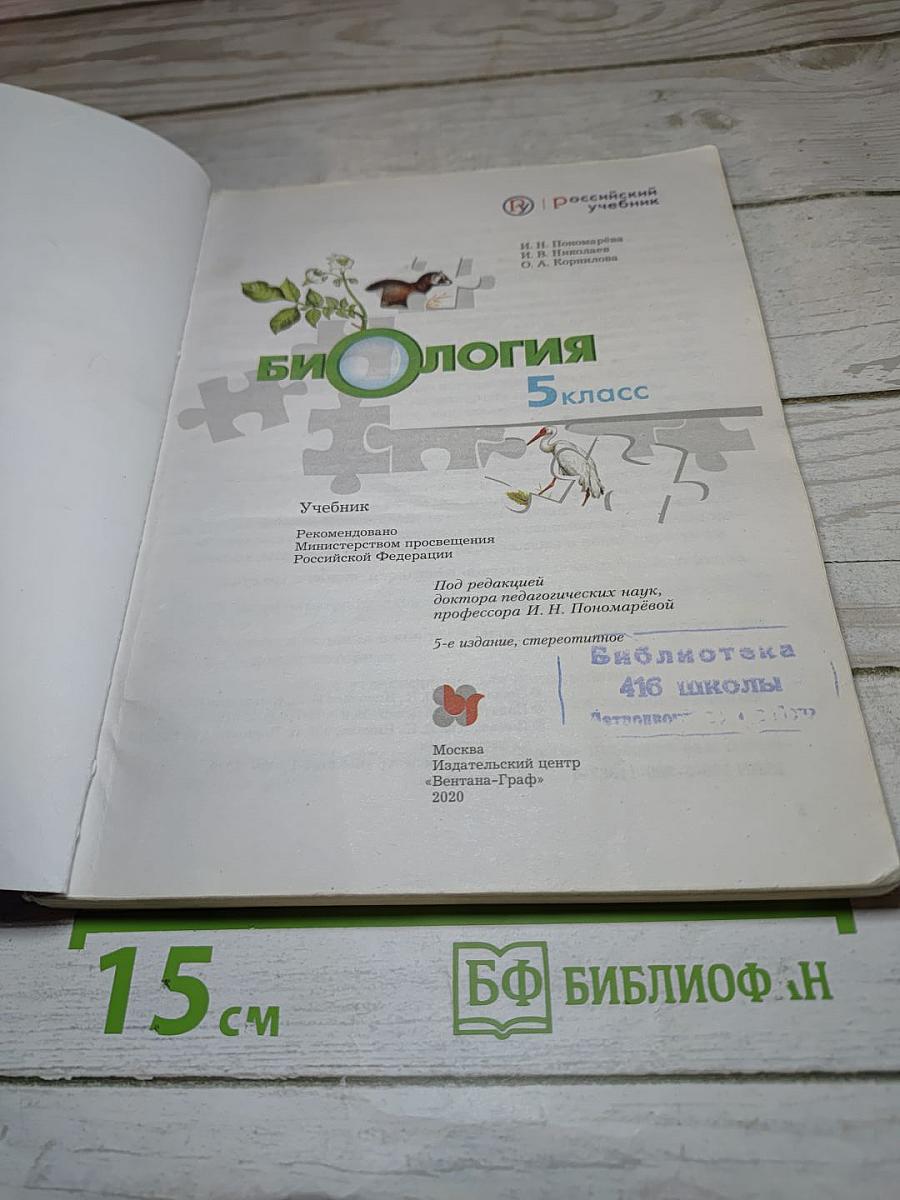 Российский
учебник
И. Н. Пономарёва
И. В. Николаев
О. А. Корнилова
БИОЛОГИЯ
5 класс
Учебник
Рекомендовано
Министерством просвещения
Российской Федерации
Под редакцией
доктора педагогических наук,
профессора И. Н. Пономарёвой
5-е издание, стереотипное
Библиотека
416 школы
Москва
Издательский центр
«Вентана-Граф»
2020
15 см
БФ БИБЛИОФ